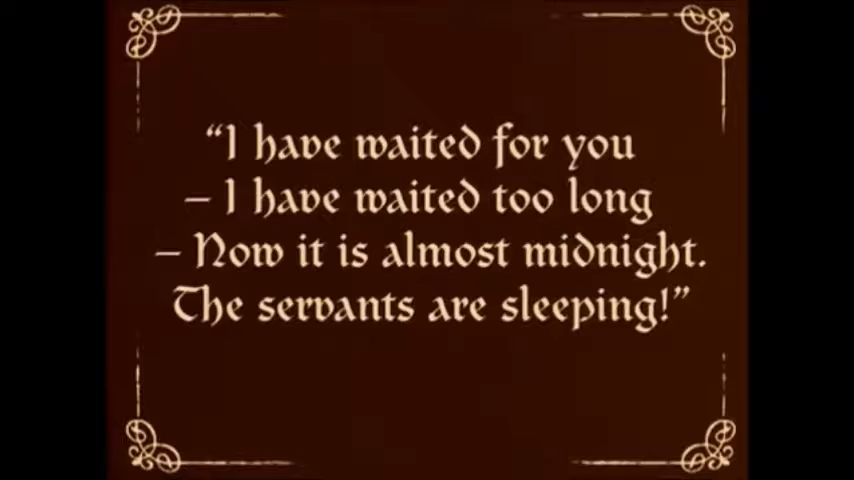 “I have waited for you
– I have waited too long
– Now it is almost midnight.
The servants are sleeping!”